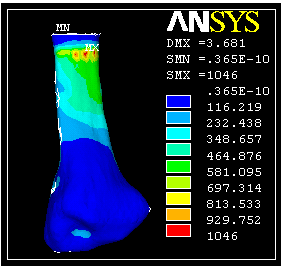 MN
MX
ANSYS
DMX =3.681
SMN =.365E-10
SMX =1046
.365E-10
116.219
232.438
348.657
464.876
581.095
697.314
813.533
929.752
1046